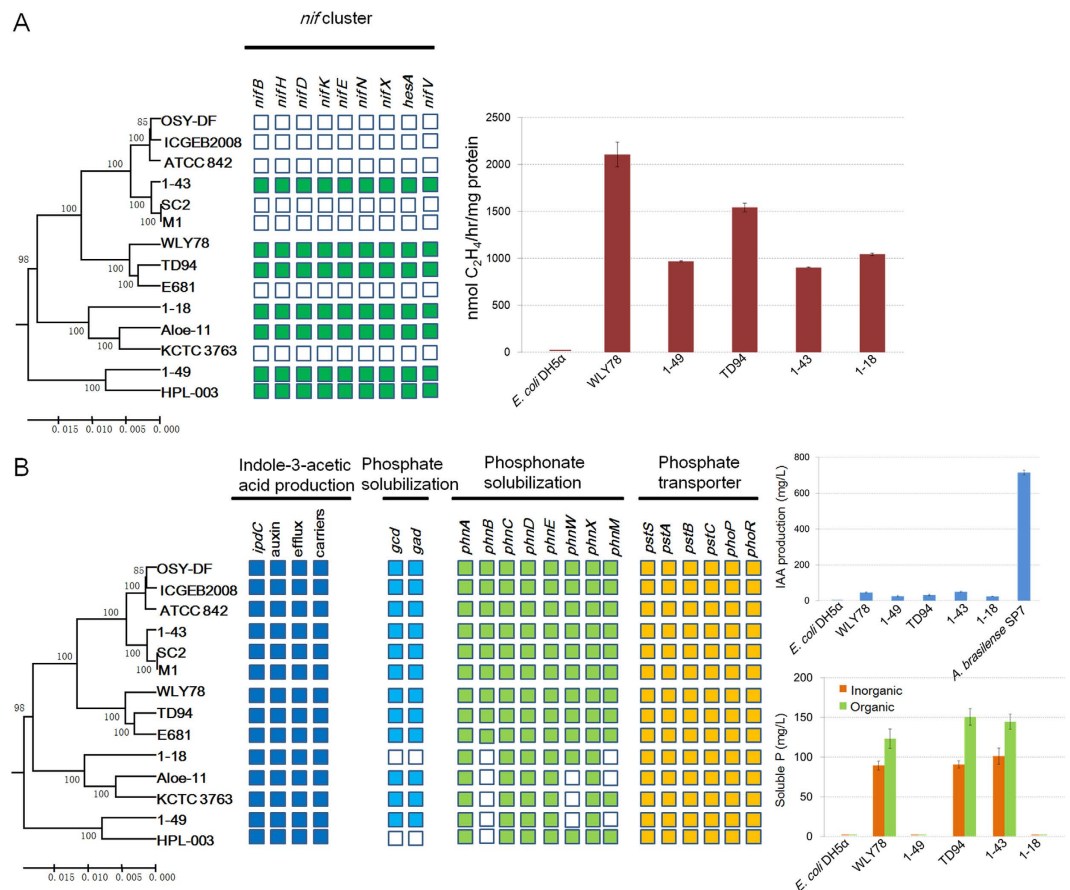 A
nif cluster
nifB nifH nifD nifK nifE nifN nifX hesA nifV
OSY-DF
ICGEB2008
ATCC 842
1-43
SC2
M1
WLY78
TD94
E681
1-18
Aloe-11
KCTC 3763
1-49
HPL-003
85
100
100
100
100
100
100
100
98
100
100
100
0.015 0.010 0.005 0.000
nmol C₂H₄/hr/mg protein
2500
2000
1500
1000
500
0
E. coli DH5α WLY78 1-49 TD94 1-43 1-18
B
Indole-3-acetic
acid production
Phosphate
solubilization
Phosphonate
solubilization
Phosphate
transporter
ipdC auxin efflux carriers
gcd gad
phnA phnB phnC phnD phnE phnW phnX phnM
pstS pstA pstB pstC phoP phoR
OSY-DF
ICGEB2008
ATCC 842
1-43
SC2
M1
WLY78
TD94
E681
1-18
Aloe-11
KCTC 3763
1-49
HPL-003
85
100
100
100
100
100
100
100
98
100
100
100
0.015 0.010 0.005 0.000
IAA production (mg/L)
800
600
400
200
0
E. coli DH5α WLY78 1-49 TD94 1-43 1-18 A. brasilense SP7
Soluble P (mg/L)
200
150
100
50
0
Inorganic
Organic
E. coli DH5α WLY78 1-49 TD94 1-43 1-18